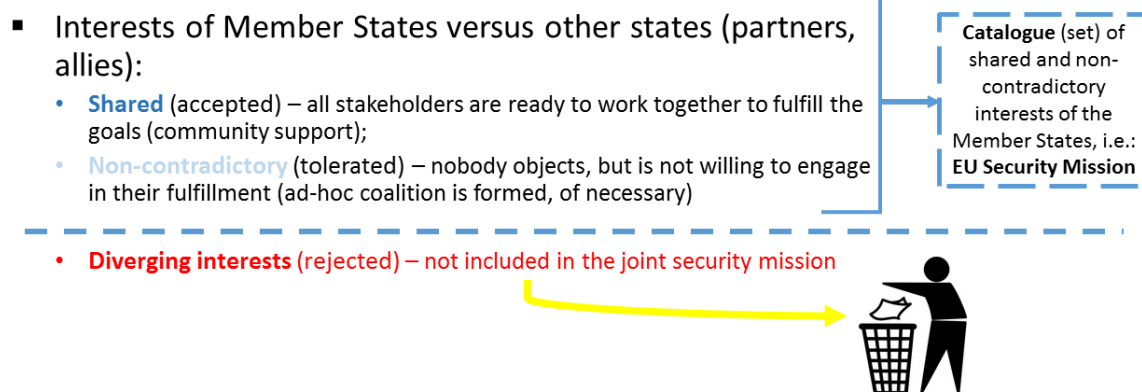 ▪ Interests of Member States versus other states (partners,
allies):
• Shared (accepted) – all stakeholders are ready to work together to fulfill the
goals (community support);
• Non-contradictory (tolerated) – nobody objects, but is not willing to engage
in their fulfillment (ad-hoc coalition is formed, of necessary)
• Diverging interests (rejected) – not included in the joint security mission
Catalogue (set) of
shared and non-
contradictory
interests of the
Member States, i.e.:
EU Security Mission